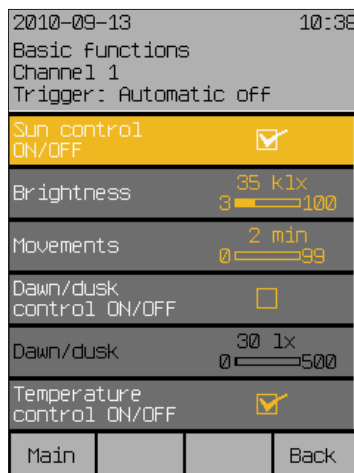 2010-09-13 10:38
Basic functions
Channel 1
Trigger: Automatic off
Sun control
ON/OFF
Brightness
35 klx
3 100
Movements
2 min
0 99
Dawn/dusk
control ON/OFF
Dawn/dusk
30 lx
0 500
Temperature
control ON/OFF
Main Back